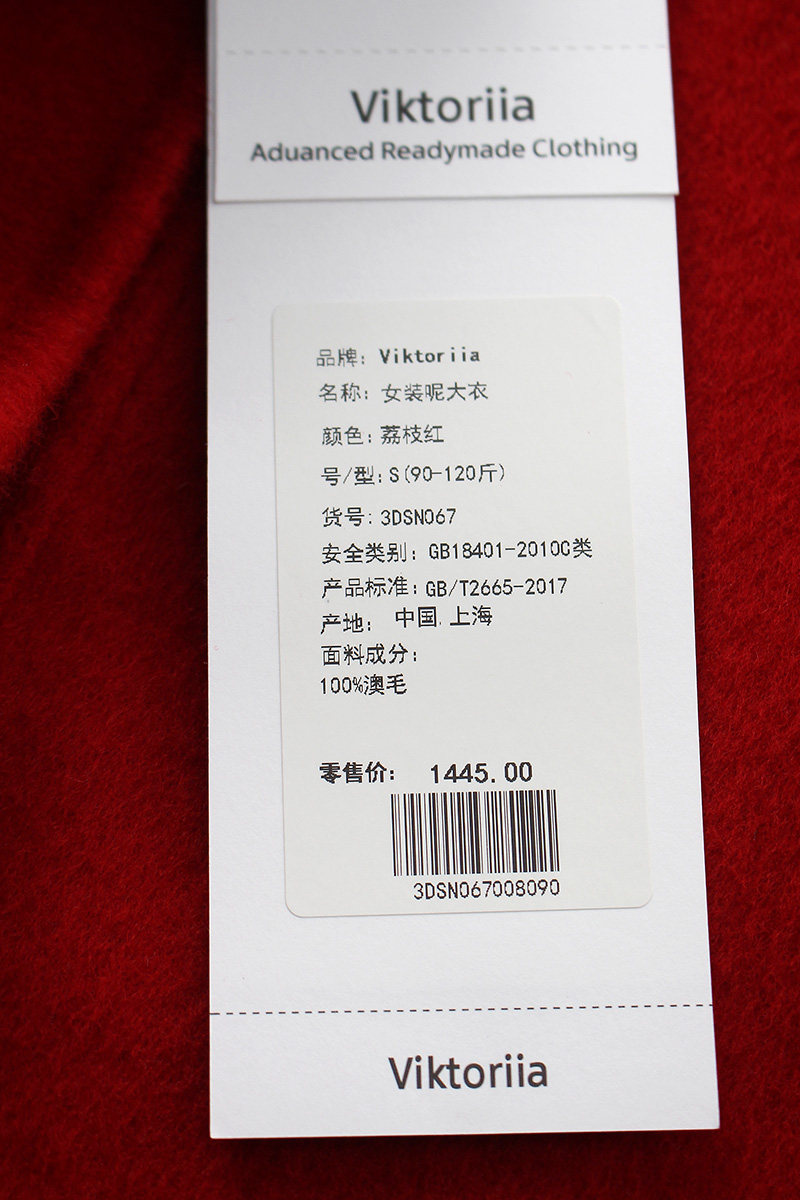 Viktoriia
Aduanced Readymade Clothing
品牌: Viktoriia
名称: 女装呢大衣
颜色: 荔枝红
号/型: S(90-120斤)
货号: 3DSN067
安全类别: GB18401-2010C类
产品标准: GB/T2665-2017
产地: 中国.上海
面料成分:
100%澳毛
零售价: 1445.00
3DSN067008090
Viktoriia